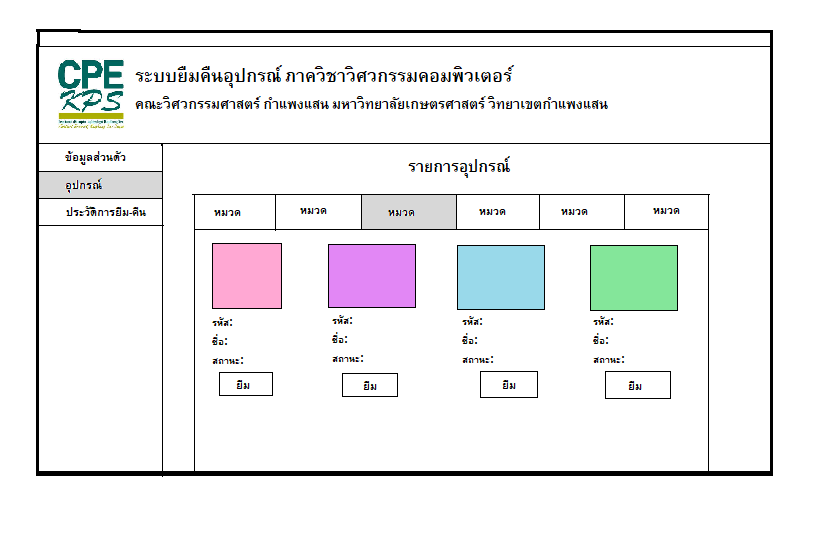 CPE
KPS
ระบบยืมคืนอุปกรณ์ ภาควิชาวิศวกรรมคอมพิวเตอร์
คณะวิศวกรรมศาสตร์ กำแพงแสน มหาวิทยาลัยเกษตรศาสตร์ วิทยาเขตกำแพงแสน
ข้อมูลส่วนตัว
อุปกรณ์
ประวัติการยืม-คืน
รายการอุปกรณ์
หมวด หมวด หมวด หมวด หมวด หมวด
รหัส: รหัส: รหัส: รหัส:
ชื่อ: ชื่อ: ชื่อ: ชื่อ:
สถานะ: สถานะ: สถานะ: สถานะ:
ยืม ยืม ยืม ยืม